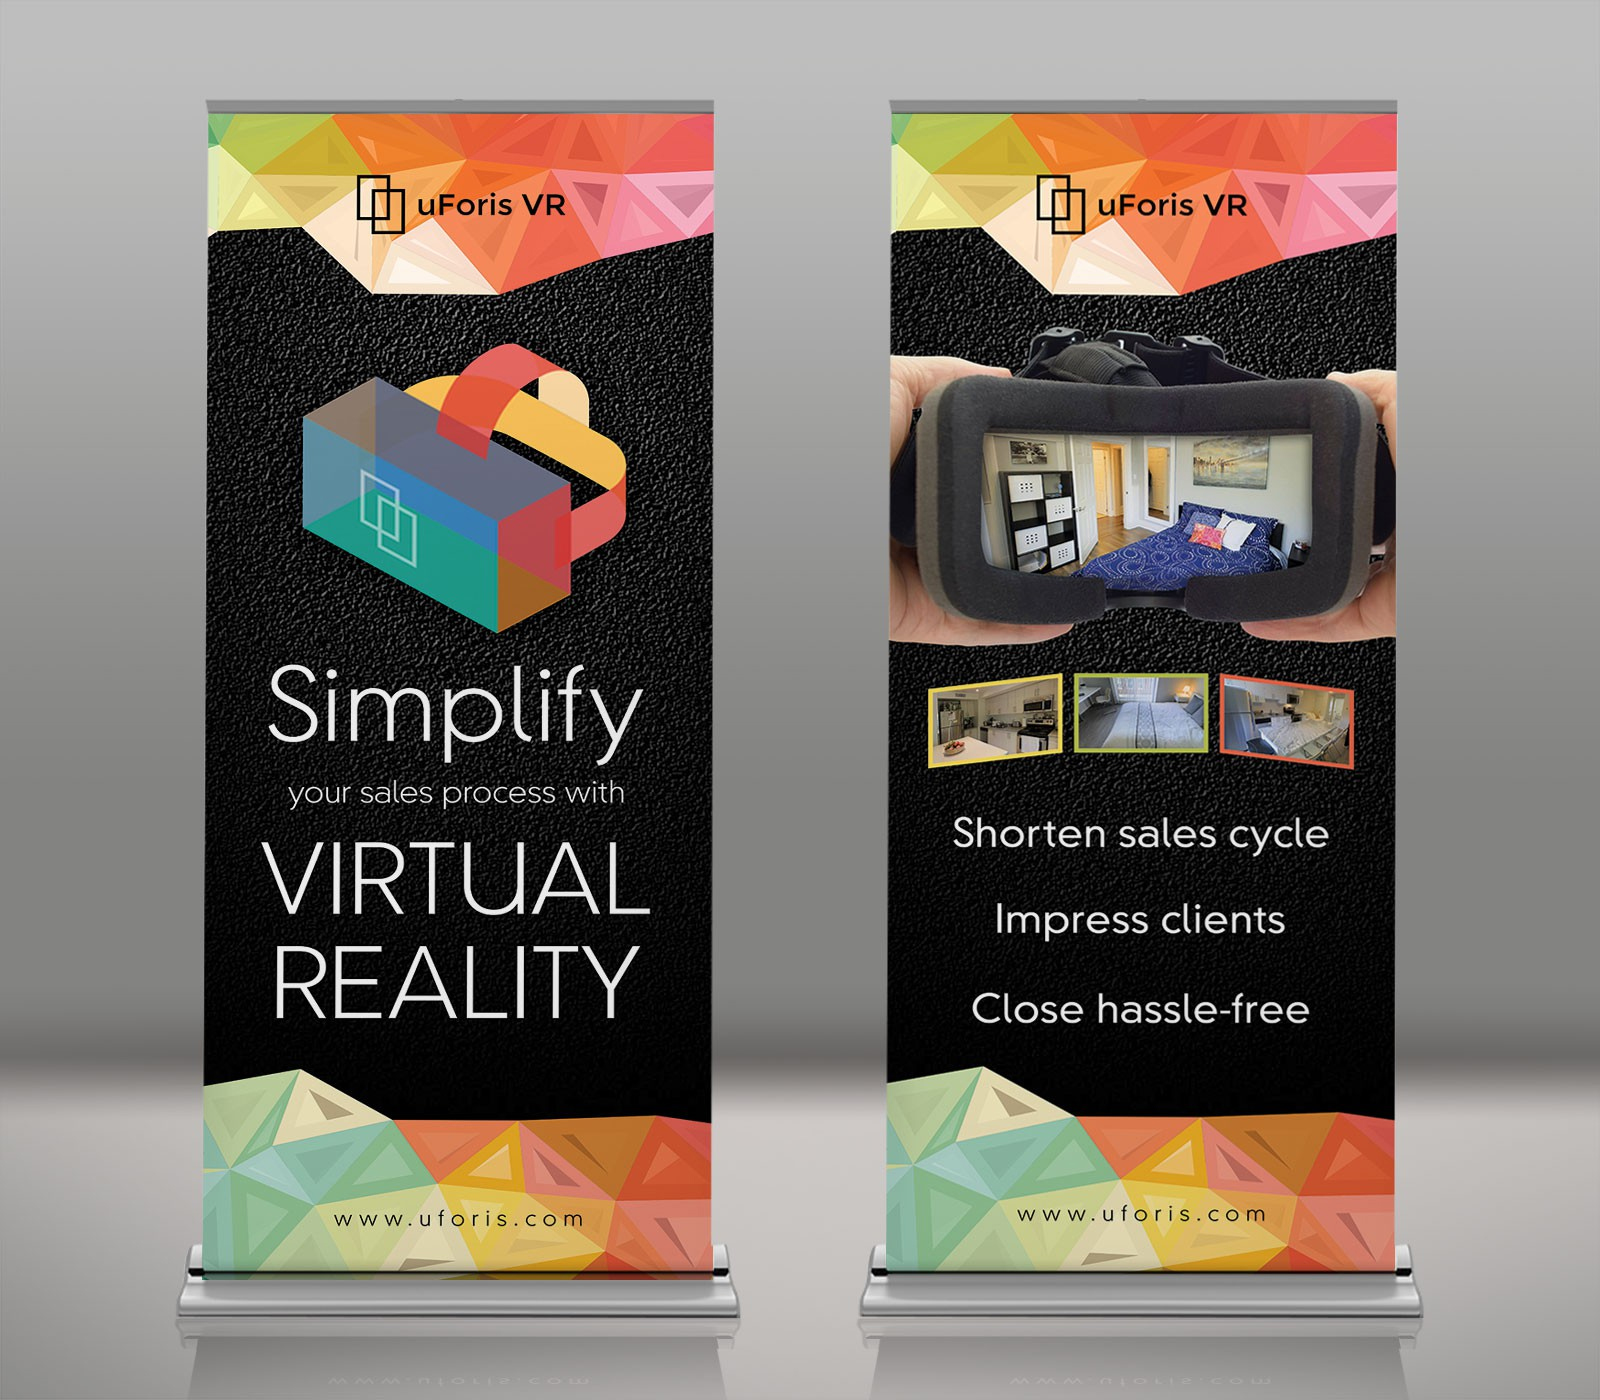 uForis VR
Simplify
your sales process with
VIRTUAL
REALITY
www.uforis.com
uForis VR
Shorten sales cycle
Impress clients
Close hassle-free
www.uforis.com